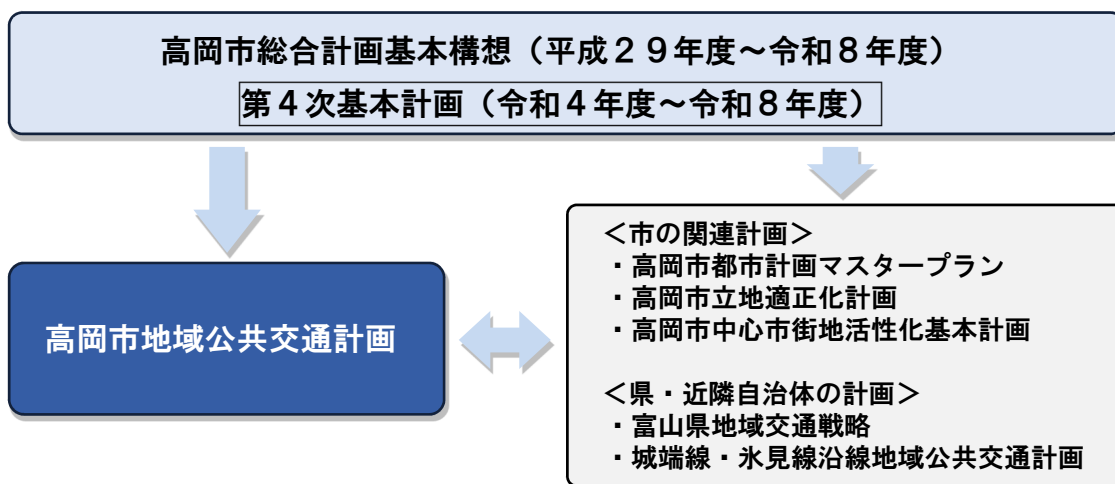 高岡市総合計画基本構想（平成２９年度～令和８年度）
第４次基本計画（令和４年度～令和８年度）
高岡市地域公共交通計画
＜市の関連計画＞
・高岡市都市計画マスタープラン
・高岡市立地適正化計画
・高岡市中心市街地活性化基本計画
＜県・近隣自治体の計画＞
・富山県地域交通戦略
・城端線・氷見線沿線地域公共交通計画